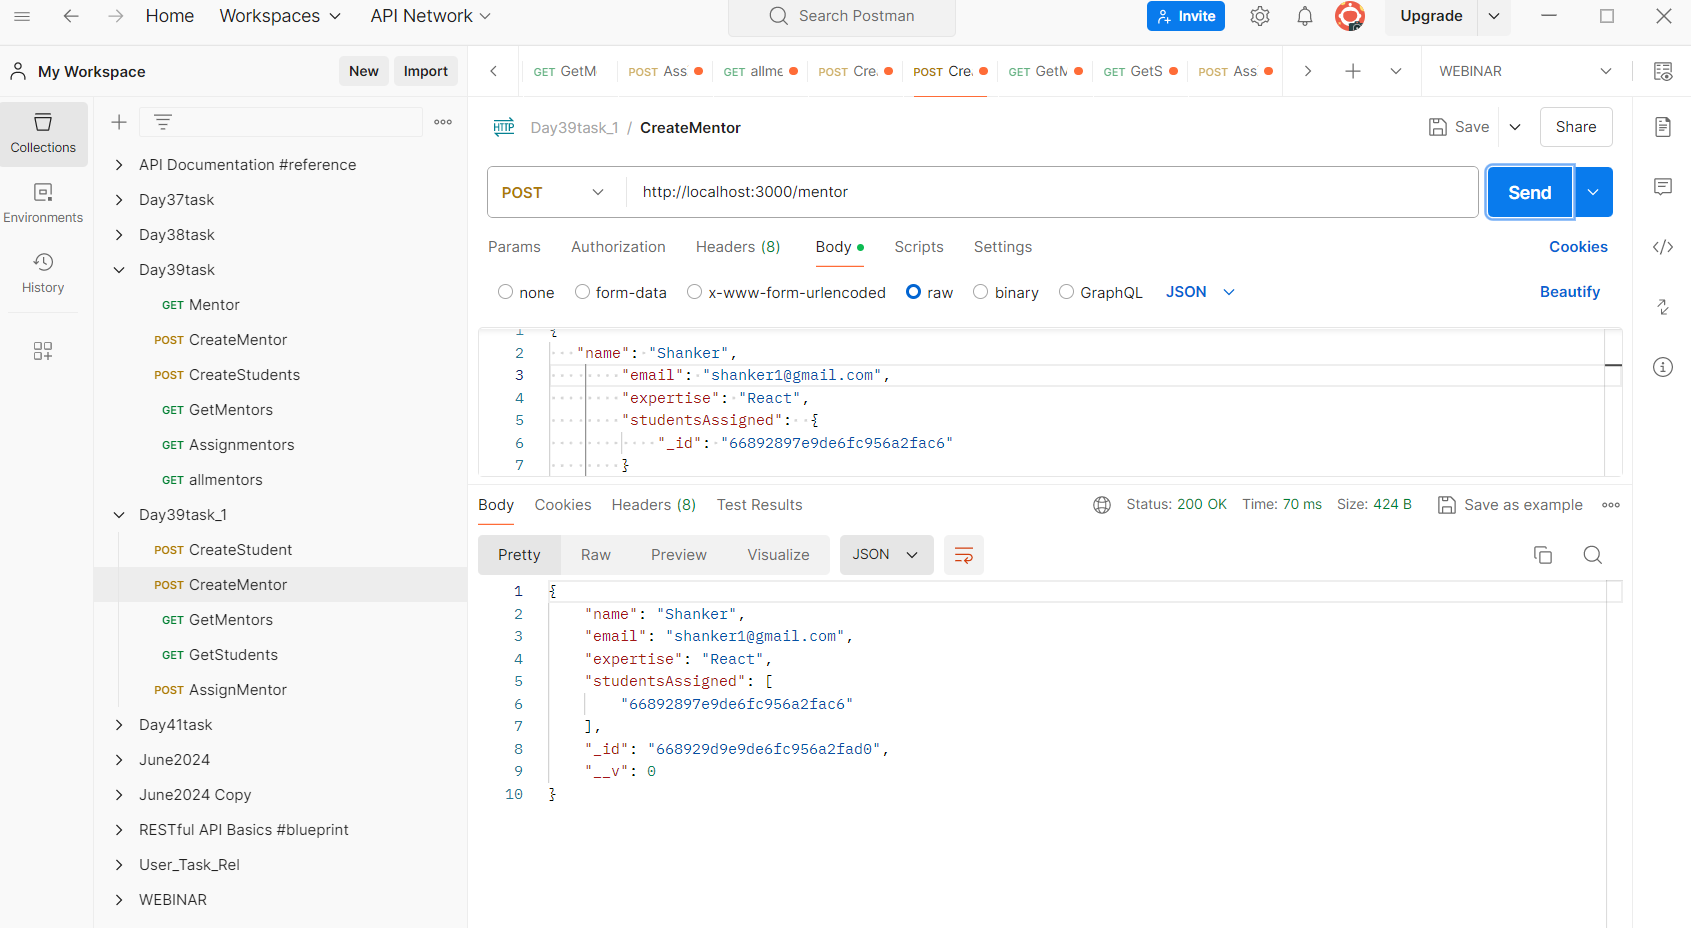 Home Workspaces API Network Search Postman Invite Upgrade
My Workspace New Import GET GetM POST Ass GET allme POST Cre. POST Cre. GET GetM GET GetS POST Ass WEBINAR
Collections
Environments
History
API Documentation #reference
Day37task
Day38task
Day39task
GET Mentor
POST CreateMentor
POST CreateStudents
GET GetMentors
GET Assignmentors
GET allmentors
Day39task_1
POST CreateStudent
POST CreateMentor
GET GetMentors
GET GetStudents
POST AssignMentor
Day41task
June2024
June2024 Copy
RESTful API Basics #blueprint
User_Task_Rel
WEBINAR
HTTP Day39task_1 / CreateMentor Save Share
POST http://localhost:3000/mentor Send
Params Authorization Headers (8) Body Scripts Settings Cookies
none form-data x-www-form-urlencoded raw binary GraphQL JSON Beautify
1 {
2 "name": "Shanker",
3 "email": "shanker1@gmail.com",
4 "expertise": "React",
5 "studentsAssigned": {
6 "_id": "66892897e9de6fc956a2fac6"
7 }
Body Cookies Headers (8) Test Results Status: 200 OK Time: 70 ms Size: 424 B Save as example
Pretty Raw Preview Visualize JSON
1 {
2 "name": "Shanker",
3 "email": "shanker1@gmail.com",
4 "expertise": "React",
5 "studentsAssigned": [
6 "66892897e9de6fc956a2fac6"
7 ],
8 "_id": "668929d9e9de6fc956a2fad0",
9 "__v": 0
10 }